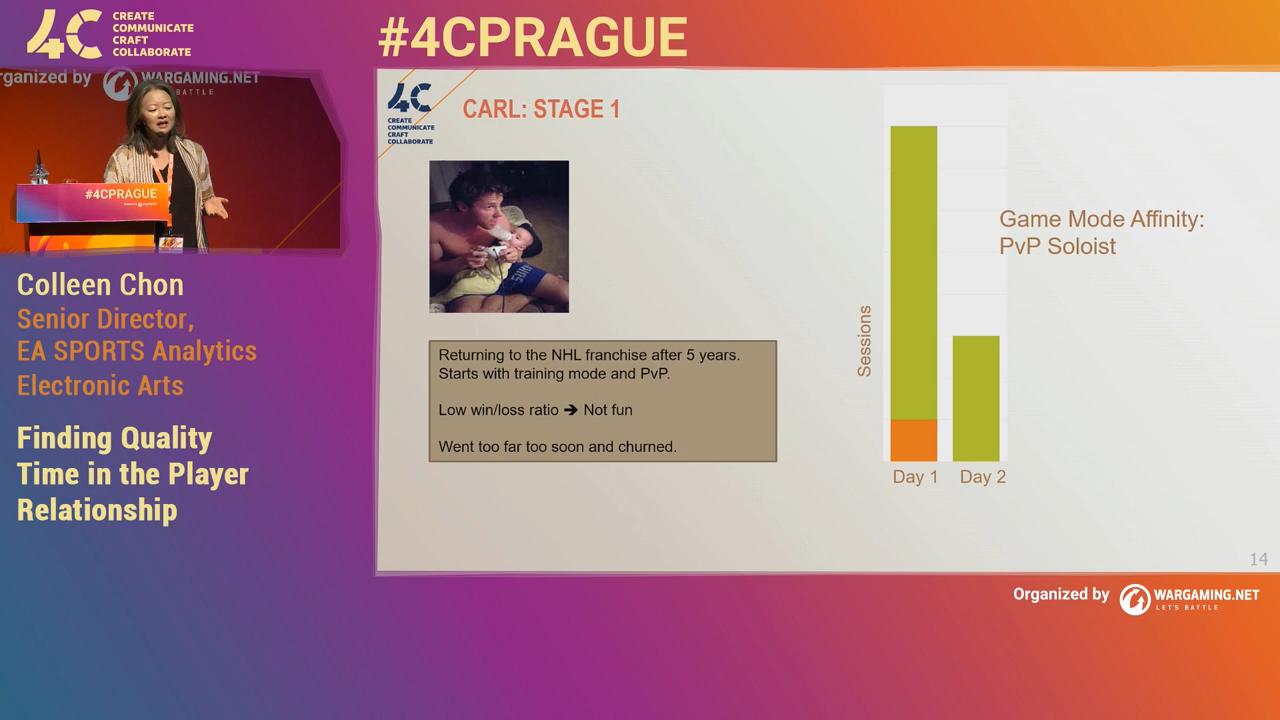 CREATE
COMMUNICATE
CRAFT
COLLABORATE
#4CPRAGUE
rganized by WARGAMING.NET
BATTLE
#4CPRAGUE
4C
CREATE
COMMUNICATE
CRAFT
COLLABORATE
CARL: STAGE 1
Game Mode Affinity:
PvP Soloist
Returning to the NHL franchise after 5 years.
Starts with training mode and PvP.
Low win/loss ratio ➔ Not fun
Went too far too soon and churned.
Sessions
Day 1 Day 2
14
Colleen Chon
Senior Director,
EA SPORTS Analytics
Electronic Arts
Finding Quality
Time in the Player
Relationship
Organized by WARGAMING.NET
LET'S BATTLE